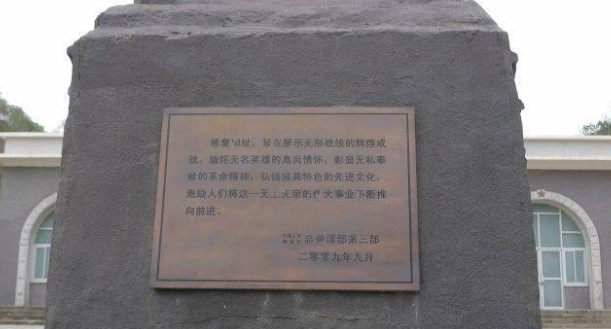 修复旧址，旨在展示无形战线的辉煌成
就，缅怀无名英雄的高尚情怀，彰显无私奉
献的革命精神，弘扬独具特色的先进文化，
激励人们将这一无上光荣的伟大事业不断推
向前进。
总参谋部第三部
二零零九年九月